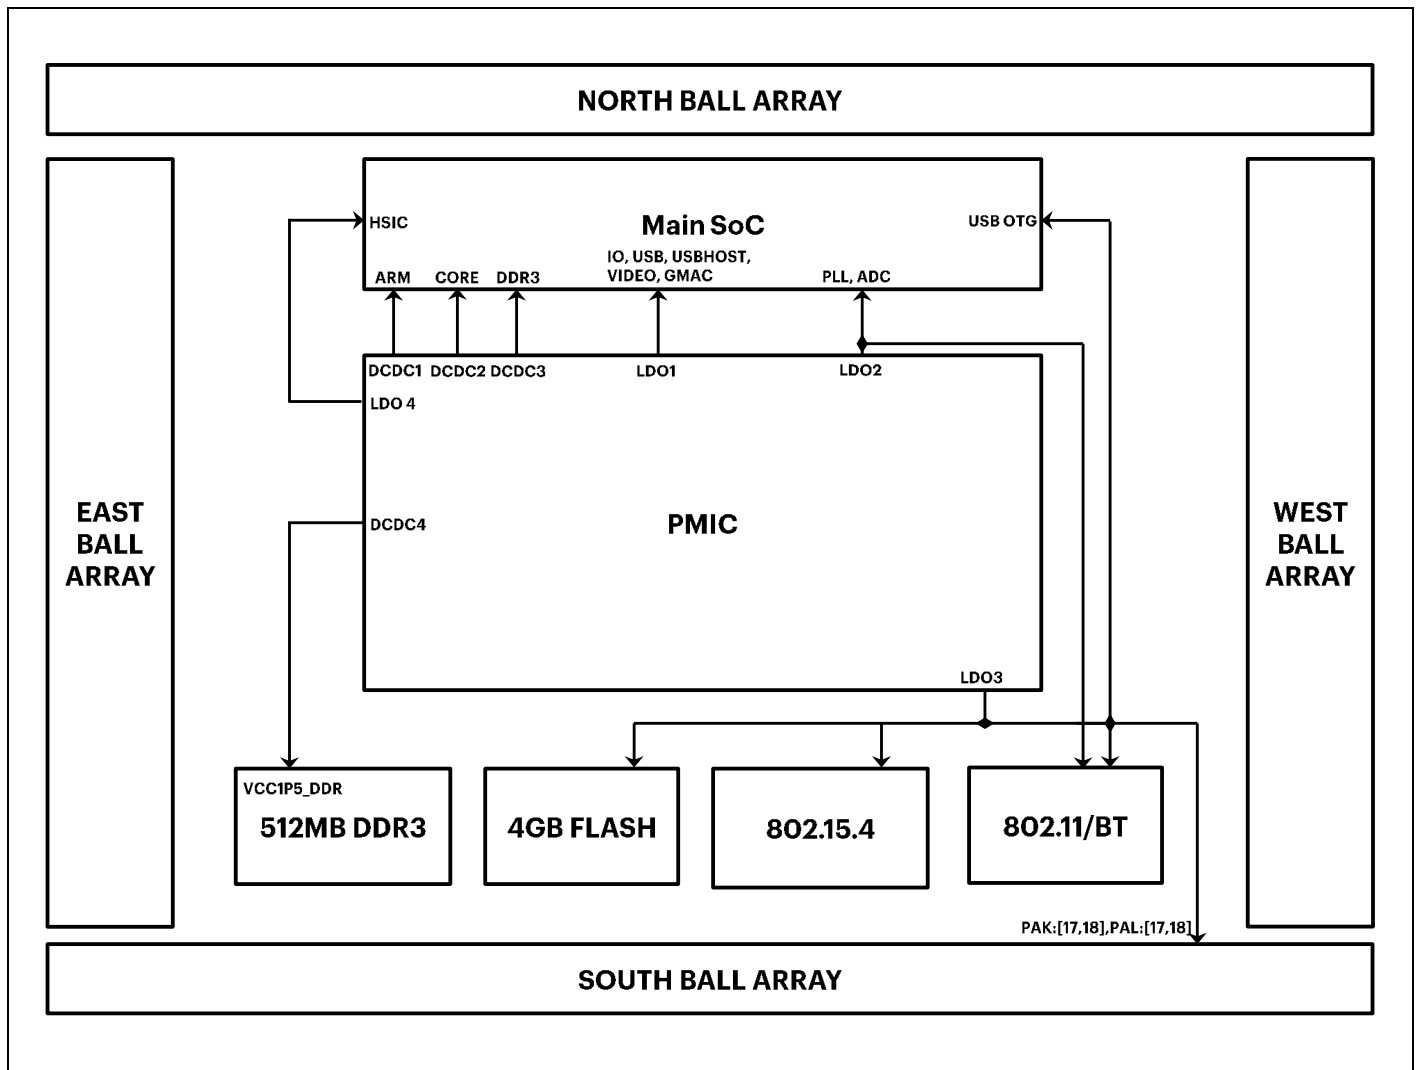 NORTH BALL ARRAY
HSIC
Main SoC
USB OTG
IO, USB, USBHOST,
VIDEO, GMAC
ARM
CORE
DDR3
PLL, ADC
DCDC1
DCDC2
DCDC3
LDO1
LDO2
LDO 4
DCDC4
PMIC
LDO3
EAST
BALL
ARRAY
WEST
BALL
ARRAY
VCC1P5_DDR
512MB DDR3
4GB FLASH
802.15.4
802.11/BT
PAK:[17,18],PAL:[17,18]
SOUTH BALL ARRAY